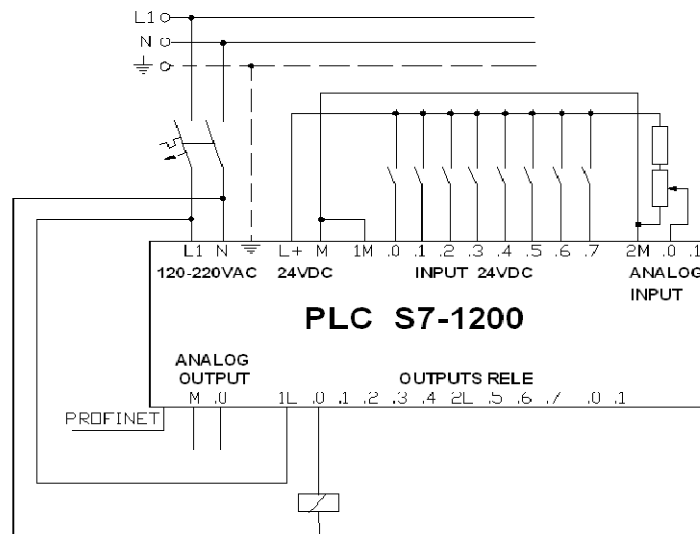 L1
N
L1 N L+ M 1M .0 .1 .2 .3 .4 .5 .6 .7 2M .0 .1
120-220VAC 24VDC INPUT 24VDC ANALOG
INPUT
PLC S7-1200
ANALOG
OUTPUT OUTPUTS RELE
M .0 1L .0 .1 .2 .3 .4 2L .5 .6 .7 .0 .1
PROFINET